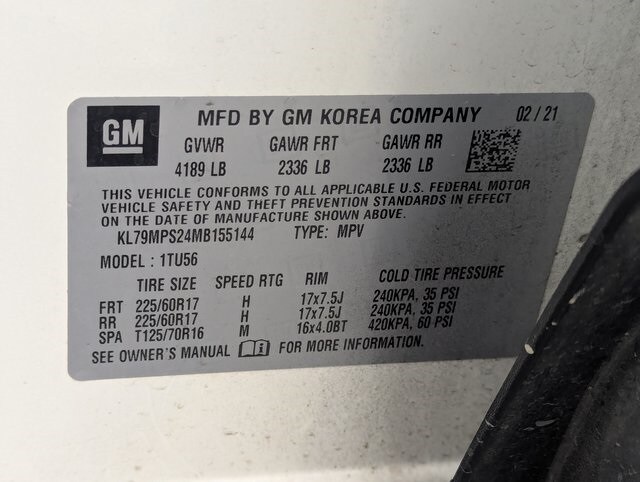 GM
MFD BY GM KOREA COMPANY 02/21
GVWR GAWR FRT GAWR RR
4189 LB 2336 LB 2336 LB
THIS VEHICLE CONFORMS TO ALL APPLICABLE U.S. FEDERAL MOTOR
VEHICLE SAFETY AND THEFT PREVENTION STANDARDS IN EFFECT
ON THE DATE OF MANUFACTURE SHOWN ABOVE.
KL79MPS24MB155144 TYPE: MPV
MODEL: 1TU56
TIRE SIZE SPEED RTG RIM COLD TIRE PRESSURE
FRT 225/60R17 H 17x7.5J 240KPA, 35 PSI
RR 225/60R17 H 17x7.5J 240KPA, 35 PSI
SPA T125/70R16 M 16x4.0BT 420KPA, 60 PSI
SEE OWNER'S MANUAL FOR MORE INFORMATION.